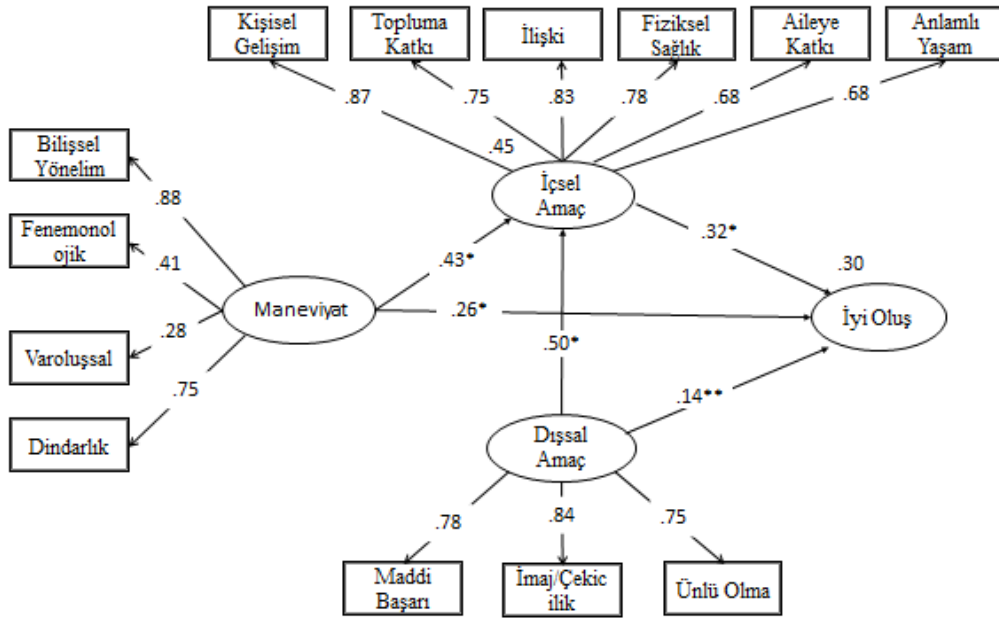 Kişisel
Gelişim
Topluma
Katkı
İlişki
Fiziksel
Sağlık
Aileye
Katkı
Anlamlı
Yaşam
.87
.75
.83
.78
.68
.68
Bilişsel
Yönelim
.88
.45
İçsel
Amaç
Fenemonol
ojik
.41
.43*
.32*
.30
Maneviyat
.26*
İyi Oluş
Varoluşsal
.28
.50*
.75
.14**
Dindarlık
Dışsal
Amaç
.78
.84
.75
Maddi
Başarı
İmaj/Çekic
ilik
Ünlü Olma